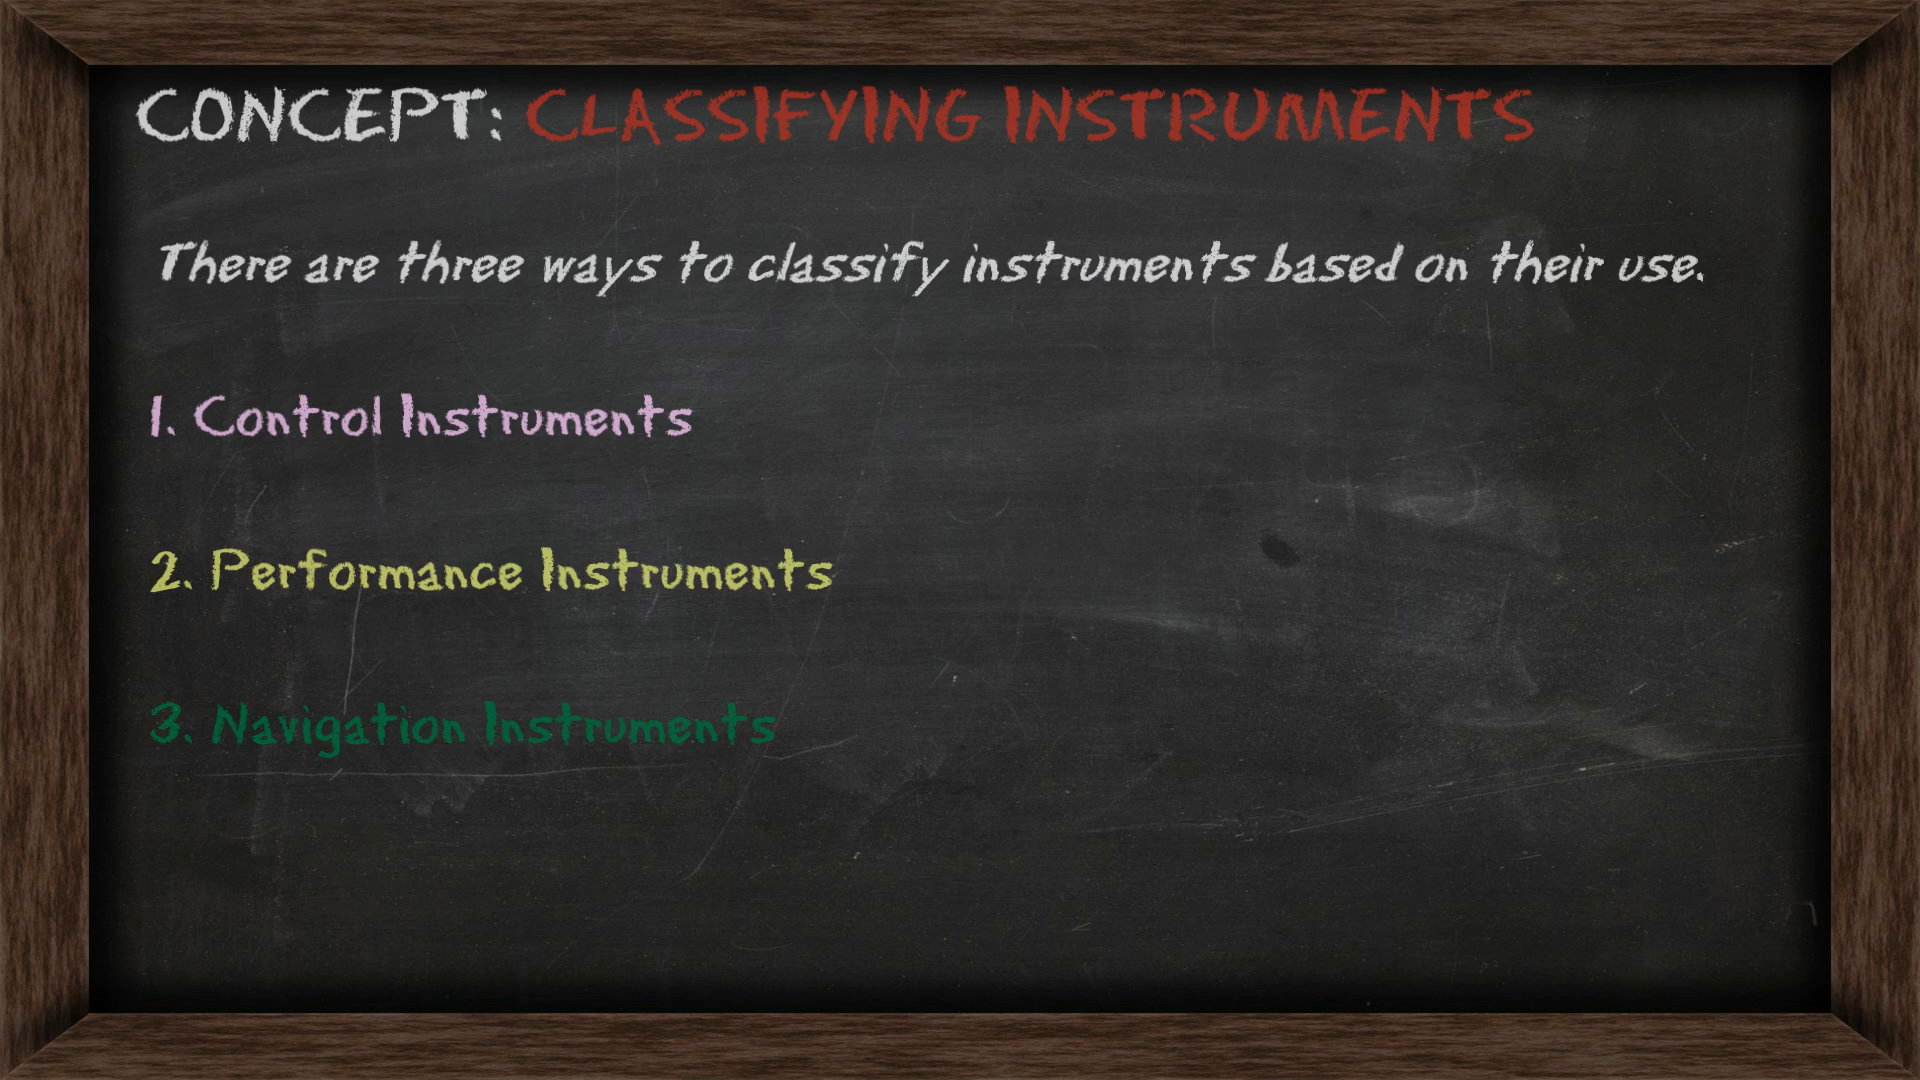 CONCEPT: CLASSIFYING INSTRUMENTS
There are three ways to classify instruments based on their use.
1. Control Instruments
2. Performance Instruments
3. Navigation Instruments